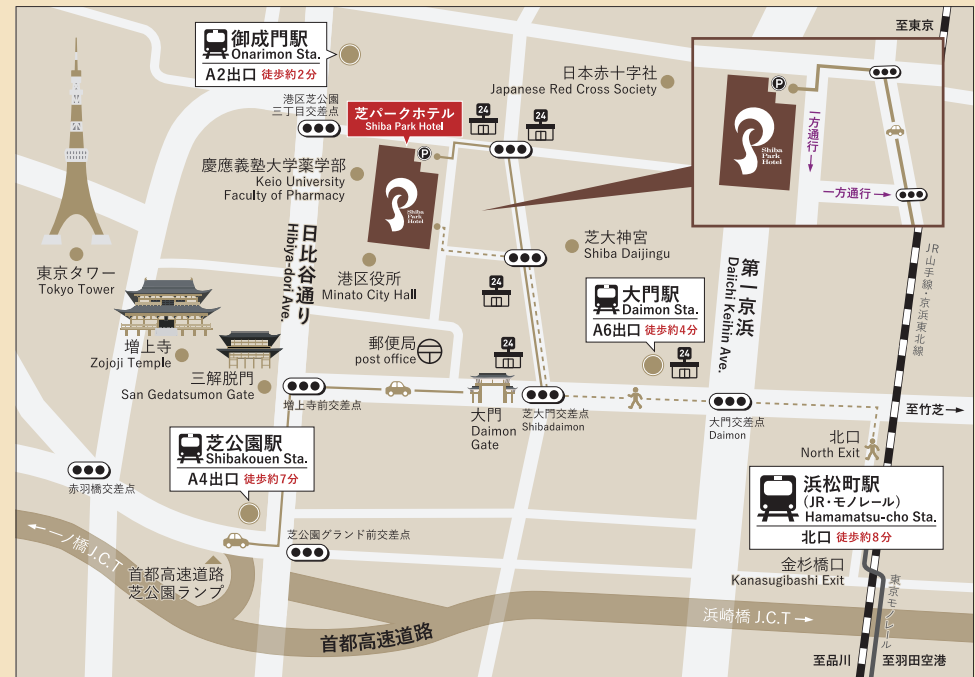 御成門駅
Onarimon Sta.
A2出口 徒歩約2分
港区芝公園
三丁目交差点
芝パークホテル
Shiba Park Hotel
24
24
日本赤十字社
Japanese Red Cross Society
至東京
P
Shiba
Park
Hotel
一方通行
一方通行
慶應義塾大学薬学部
Keio University
Faculty of Pharmacy
P
Shiba
Park
Hotel
日比谷通り
Hibiya-dori Ave.
東京タワー
Tokyo Tower
港区役所
Minato City Hall
芝大神宮
Shiba Daijingu
24
第一京浜
Daiichi Keihin Ave.
JR山手線・京浜東北線
大門駅
Daimon Sta.
A6出口 徒歩約4分
24
増上寺
Zojoji Temple
三解脱門
San Gedatsumon Gate
郵便局
post office
24
増上寺前交差点
大門
Daimon
Gate
芝大門交差点
Shibadaimon
大門交差点
Daimon
至竹芝
北口
North Exit
芝公園駅
Shibakouen Sta.
A4出口 徒歩約7分
赤羽橋交差点
浜松町駅
(JR・モノレール)
Hamamatsu-cho Sta.
北口 徒歩約8分
芝公園グランド前交差点
一ノ橋J.C.T
首都高速道路
芝公園ランプ
金杉橋口
Kanasugibashi Exit
東京モノレール
首都高速道路
浜崎橋J.C.T
至品川
至羽田空港